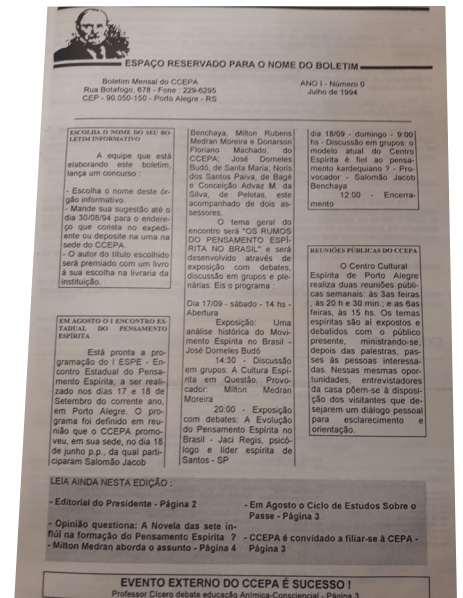 ESPAÇO RESERVADO PARA O NOME DO BOLETIM
Boletim Mensal do CCEPA
Rua Botafogo, 678 - Fone : 229-6295
CEP - 90.050-150 - Porto Alegre - RS
ANO I - Número 0
Julho de 1994
ESCOLHA O NOME DO SEU BO-
LETIM INFORMATIVO
A equipe que está
elaborando este boletim,
lança um concurso :
- Escolha o nome deste ór-
gão informativo.
- Mande sua sugestão até o
dia 30/08/94 para o endere-
ço que consta no expedi-
ente ou deposite na urna na
sede do CCEPA.
- O autor do título escolhido
será premiado com um livro
à sua escolha na livraria da
instituição.
EM AGOSTO O I ENCONTRO ES-
TADUAL DO PENSAMENTO
ESPÍRITA
Está pronta a pro-
gramação do I ESPE - En-
contro Estadual do Pensa-
mento Espírita, a ser reali-
zado nos dias 17 e 18 de
Setembro do corrente ano,
em Porto Alegre. O pro-
grama foi definido em reu-
nião que o CCEPA promo-
veu, em sua sede, no dia 18
de junho p.p., da qual parti-
ciparam Salomão Jacob
Benchaya, Milton Rubens
Medran Moreira e Donarson
Floriano Machado, do
CCEPA; José Dorneles
Budó, de Santa Maria; Noris
dos Santos Paiva, de Bagé
e Conceição Advaz M. da
Silva, de Pelotas, este
acompanhado de dois as-
sessores.
O tema geral do
encontro será "OS RUMOS
DO PENSAMENTO ESPÍ-
RITA NO BRASIL" e será
desenvolvido através de
exposição com debates,
discussão em grupos e ple-
nárias. Eis o programa :
Dia 17/09 - sábado - 14 hs -
Abertura
Exposição: Uma
análise histórica do Movi-
mento Espírita no Brasil -
José Dorneles Budó
14:30 - Discussão
em grupos: A Cultura Espí-
rita em Questão. Provo-
cador: Milton Medran
Moreira
20:00 - Exposição
com debates: A Evolução
do Pensamento Espírita no
Brasil - Jaci Regis, psicó-
logo e líder espírita de
Santos - SP
dia 18/09 - domingo - 9:00
hs - Discussão em grupos: o
modelo atual do Centro
Espírita é fiel ao pensa-
mento kardequiano ? - Pro-
vocador - Salomão Jacob
Benchaya
12:00 - Encerra-
mento
REUNIÕES PÚBLICAS DO CCEPA
O Centro Cultural
Espírita de Porto Alegre
realiza duas reuniões públi-
cas semanais: às 3as feiras
, às 20 h e 30 min.; e as 6as
feiras, às 15 hs. Os temas
espíritas são aí expostos e
debatidos com o público
presente, ministrando-se,
depois das palestras, pas-
ses às pessoas interessa-
das. Nessas mesmas opor-
tunidades, entrevistadores
da casa põem-se à disposi-
ção dos visitantes que de-
sejarem um diálogo pessoal
para esclarecimento e
orientação.
LEIA AINDA NESTA EDIÇÃO :
- Editorial do Presidente - Página 2
- Opinião questiona: A Novela das sete in-
flui na formação do Pensamento Espírita ?
- Milton Medran aborda o assunto - Página 4
- Em Agosto o Ciclo de Estudos Sobre o
Passe - Página 3
- CCEPA é convidado a filiar-se à CEPA -
Página 3
EVENTO EXTERNO DO CCEPA É SUCESSO !
Professor Cícero debate educação Anímica-Consciencial - Página 3